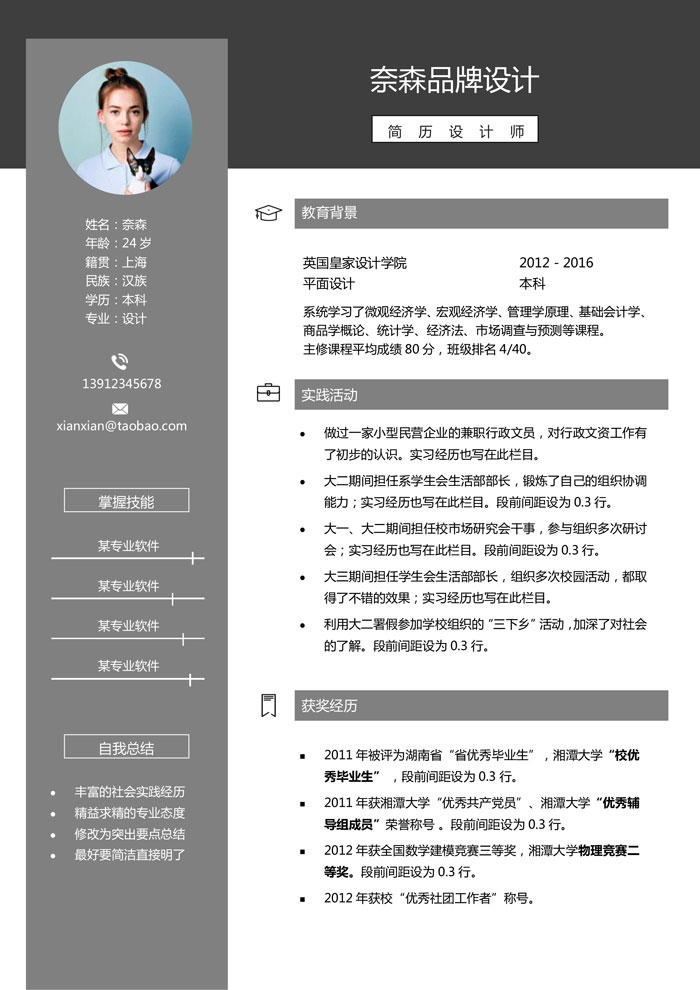 奈森品牌设计
简历设计师
姓名：奈森
年龄：24 岁
籍贯：上海
民族：汉族
学历：本科
专业：设计
13912345678
xianxian@taobao.com
掌握技能
某专业软件
某专业软件
某专业软件
某专业软件
自我总结
丰富的社会实践经历
精益求精的专业态度
修改为突出要点总结
最好要简洁直接明了
教育背景
英国皇家设计学院 2012 - 2016
平面设计 本科
系统学习了微观经济学、宏观经济学、管理学原理、基础会计学、
商品学概论、统计学、经济法、市场调查与预测等课程。
主修课程平均成绩 80 分，班级排名 4/40。
实践活动
做过一家小型民营企业的兼职行政文员，对行政文资工作有
了初步的认识。实习经历也写在此栏目。
大二期间担任系学生会生活部部长，锻炼了自己的组织协调
能力；实习经历也写在此栏目。段前间距设为 0.3 行。
大一、大二期间担任校市场研究会干事，参与组织多次研讨
会；实习经历也写在此栏目。段前间距设为 0.3 行。
大三期间担任学生会生活部部长，组织多次校园活动，都取
得了不错的效果；实习经历也写在此栏目。
利用大二署假参加学校组织的“三下乡”活动，加深了对社会
的了解。段前间距设为 0.3 行。
获奖经历
2011 年被评为湖南省“省优秀毕业生”，湘潭大学“校优
秀毕业生” ，段前间距设为 0.3 行。
2011 年获湘潭大学“优秀共产党员”、湘潭大学“优秀辅
导组成员”荣誉称号 。段前间距设为 0.3 行。
2012 年获全国数学建模竞赛三等奖，湘潭大学物理竞赛二
等奖。段前间距设为 0.3 行。
2012 年获校“优秀社团工作者”称号。